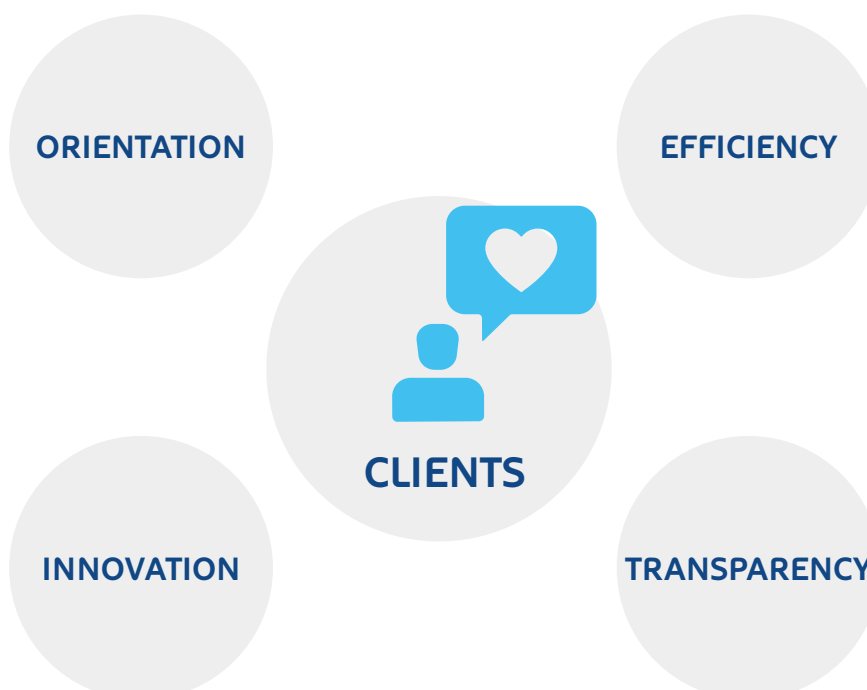 ORIENTATION
EFFICIENCY
CLIENTS
INNOVATION
TRANSPARENCY